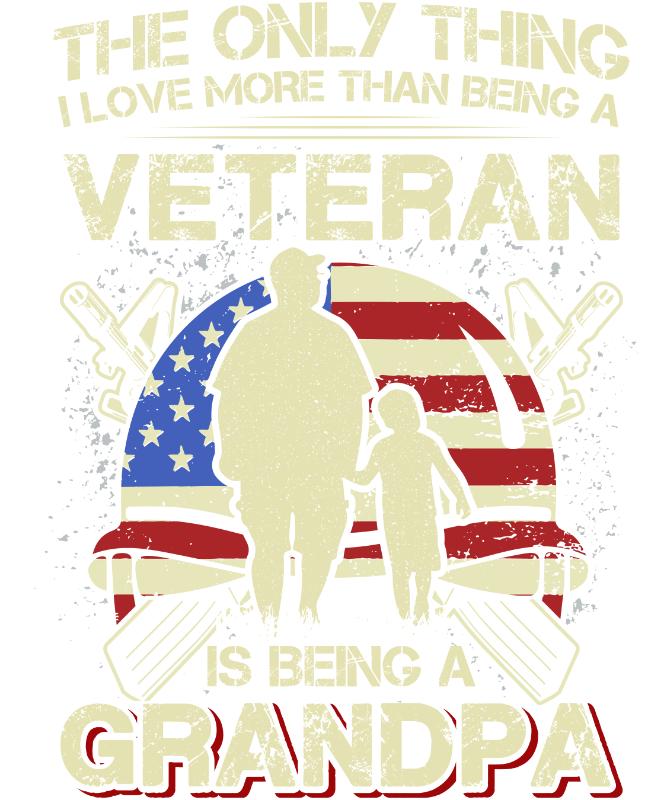 THE ONLY THING
I LOVE MORE THAN BEING A
VETERAN
IS BEING A
GRANDPA